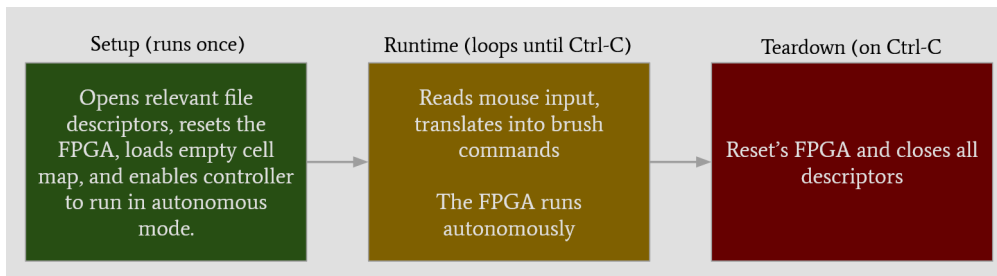 Setup (runs once)
Opens relevant file
descriptors, resets the
FPGA, loads empty cell
map, and enables controller
to run in autonomous
mode.
Runtime (loops until Ctrl-C)
Reads mouse input,
translates into brush
commands
The FPGA runs
autonomously
Teardown (on Ctrl-C
Reset’s FPGA and closes all
descriptors